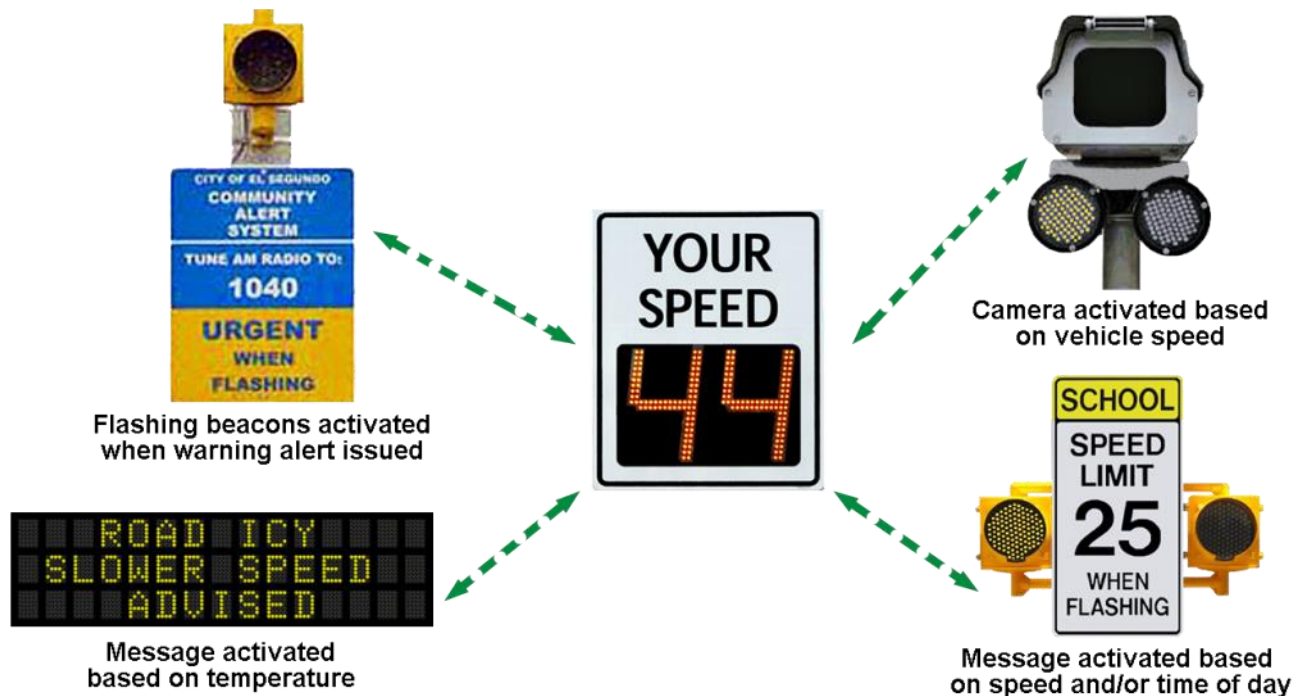 CITY OF EL SEGUNDO
COMMUNITY
ALERT
SYSTEM
TUNE AM RADIO TO:
1040
URGENT
WHEN
FLASHING
Flashing beacons activated
when warning alert issued
YOUR
SPEED
44
Camera activated based
on vehicle speed
ROAD ICY
SLOWER SPEED
ADVISED
Message activated
based on temperature
SCHOOL
SPEED
LIMIT
25
WHEN
FLASHING
Message activated based
on speed and/or time of day